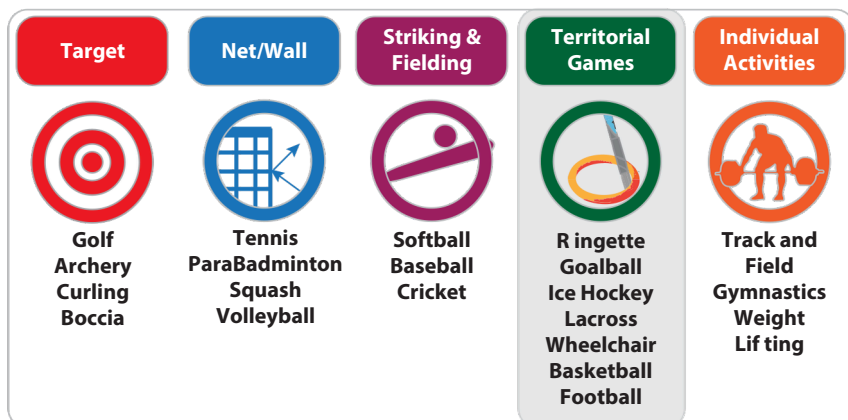 Target
Net/Wall
Striking &
Fielding
Territorial
Games
Individual
Activities
Golf
Archery
Curling
Boccia
Tennis
ParaBadminton
Squash
Volleyball
Softball
Baseball
Cricket
R ingette
Goalball
Ice Hockey
Lacross
Wheelchair
Basketball
Football
Track and
Field
Gymnastics
Weight
Lif ting